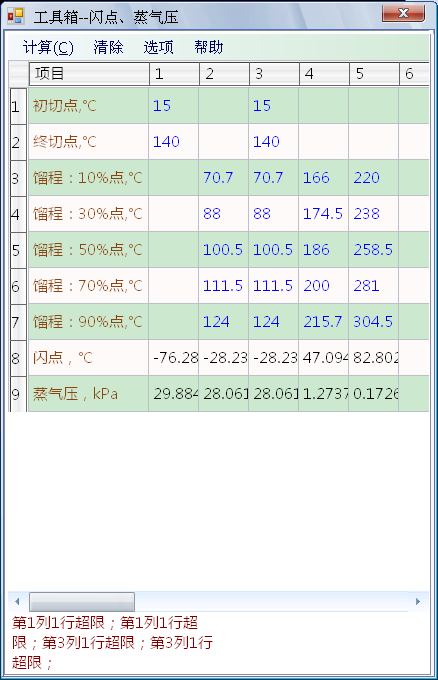 工具箱--闪点、蒸气压
计算(C) 清除 选项 帮助
项目 1 2 3 4 5 6
1 初切点,℃ 15 15
2 终切点,℃ 140 140
3 馏程：10%点,℃ 70.7 70.7 166 220
4 馏程：30%点,℃ 88 88 174.5 238
5 馏程：50%点,℃ 100.5 100.5 186 258.5
6 馏程：70%点,℃ 111.5 111.5 200 281
7 馏程：90%点,℃ 124 124 215.7 304.5
8 闪点，℃ -76.28 -28.23 -28.23 47.094 82.802
9 蒸气压，kPa 29.884 28.061 28.061 1.2737 0.1726
第1列1行超限；第1列1行超
限；第3列1行超限；第3列1行
超限；